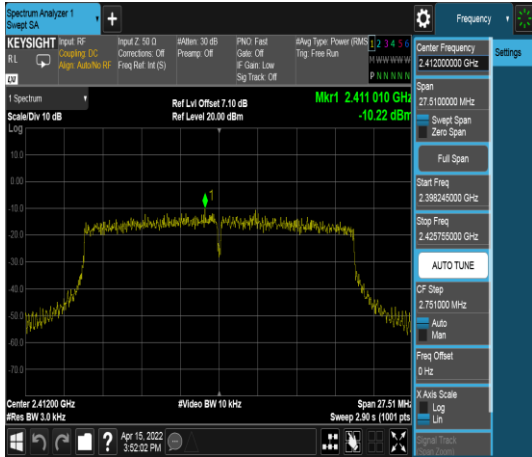 Spectrum Analyzer 1
Swept SA
+
Frequency
KEYSIGHT
RL
LXI
Input: RF
Coupling: DC
Align: Auto/No RF
Input Z: 50 Ω
Corrections: Off
Freq Ref: Int (S)
#Atten: 30 dB
Preamp: Off
PNO: Fast
Gate: Off
IF Gain: Low
Sig Track: Off
#Avg Type: Power (RMS
Trig: Free Run
1 2 3 4 5 6
M W W W W W
P N N N N N
Center Frequency
2.412000000 GHz
Settings
Span
27.5100000 MHz
Swept Span
Zero Span
Full Span
Start Freq
2.398245000 GHz
Stop Freq
2.425755000 GHz
AUTO TUNE
CF Step
2.751000 MHz
Auto
Man
Freq Offset
0 Hz
X Axis Scale
Log
Lin
Signal Track
(Span Zoom)
1 Spectrum
Scale/Div 10 dB
Log
Ref Lvl Offset 7.10 dB
Ref Level 20.00 dBm
Mkr1 2.411 010 GHz
-10.22 dBm
1
10.0
0.00
-10.0
-20.0
-30.0
-40.0
-50.0
-60.0
-70.0
Center 2.41200 GHz
#Res BW 3.0 kHz
#Video BW 10 kHz
Span 27.51 MHz
Sweep 2.90 s (1001 pts)
?
Apr 15, 2022
3:52:02 PM